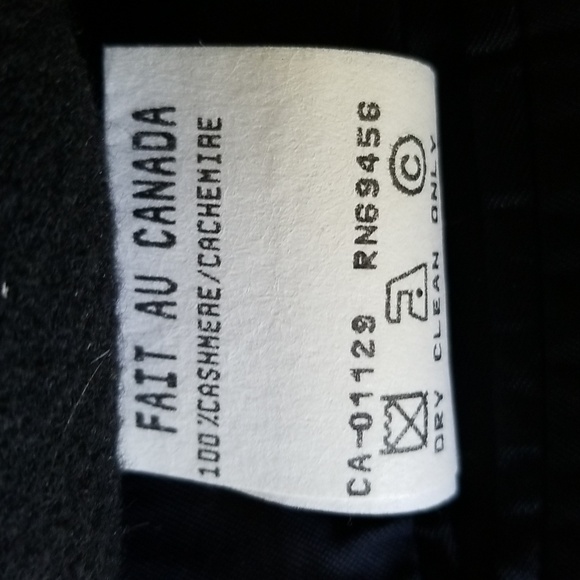 FAIT AU CANADA
100%CASHMERE/CACHEMIRE
CA-01129 RN69456
C
DRY CLEAN ONLY